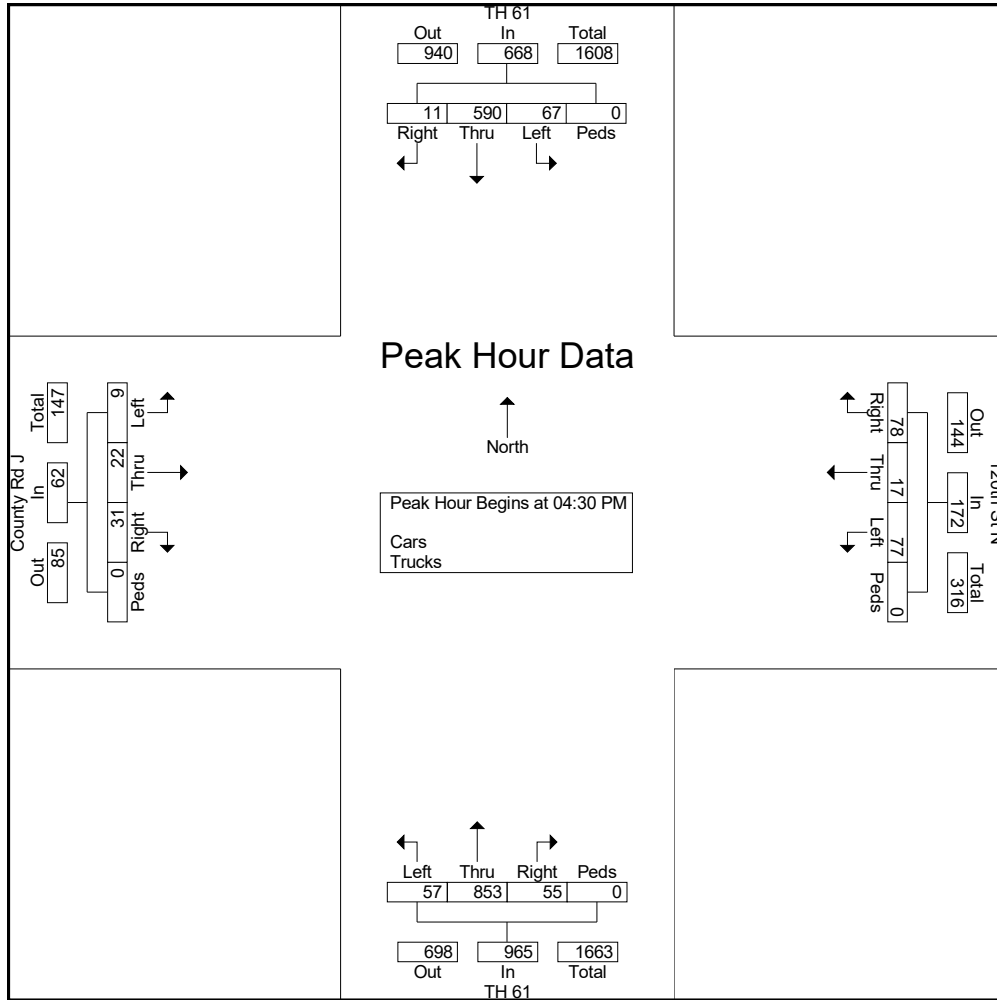 TH 61
Out In Total
940 668 1608
11 590 67 0
Right Thru Left Peds
Peak Hour Data
North
Peak Hour Begins at 04:30 PM
Cars
Trucks
County Rd J
Total In Out
147 62 85
9 22 31 0
Left Thru Right Peds
Right Thru Left Peds
78 17 77 0
Out In Total
144 172 316
St N
Left Thru Right Peds
57 853 55 0
698 965 1663
Out In Total
TH 61